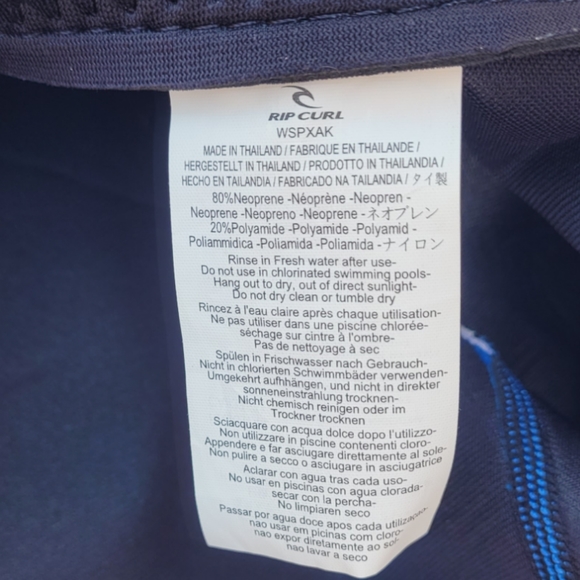 RIP CURL
WSPXAK
MADE IN THAILAND / FABRIQUE EN THAILANDE /
HERGESTELLT IN THAILAND / PRODOTTO IN THAILANDIA /
HECHO EN TAILANDIA / FABRICADO NA TAILANDIA / タイ製
80%Neoprene -Néoprène -Neopren -
Neoprene -Neopreno -Neoprene -ネオプレン
20%Polyamide -Polyamide -Polyamid -
Poliammidica -Poliamida -Poliamida -ナイロン
Rinse in Fresh water after use-
Do not use in chlorinated swimming pools-
Hang out to dry, out of direct sunlight-
Do not dry clean or tumble dry
Rincez à l'eau claire après chaque utilisation-
Ne pas utiliser dans une piscine chlorée-
séchage sur cintre à l'ombre-
Pas de nettoyage à sec
Spülen in Frischwasser nach Gebrauch-
Nicht in chlorierten Schwimmbäder verwenden-
Umgekehrt aufhhängen, und nicht in direkter
sonneneinstrahlung trocknen-
Nicht chemisch reinigen oder im
Trockner trocknen
Sciacquare con acqua dolce dopo l'utilizzo-
Non utilizzare in piscine contenenti cloro-
Appendere e far asciugare direttamente al sole-
Non pulire a secco o asciugare in asciugatrice
Aclarar con agua tras cada uso-
No usar en piscinas con agua clorada-
secar con la percha-
No limpiaren seco
Passar por agua doce apos cada utilizacao-
nao usar em picinas com cloro-
nao expor directamente ao sol-
nao lavar a seco